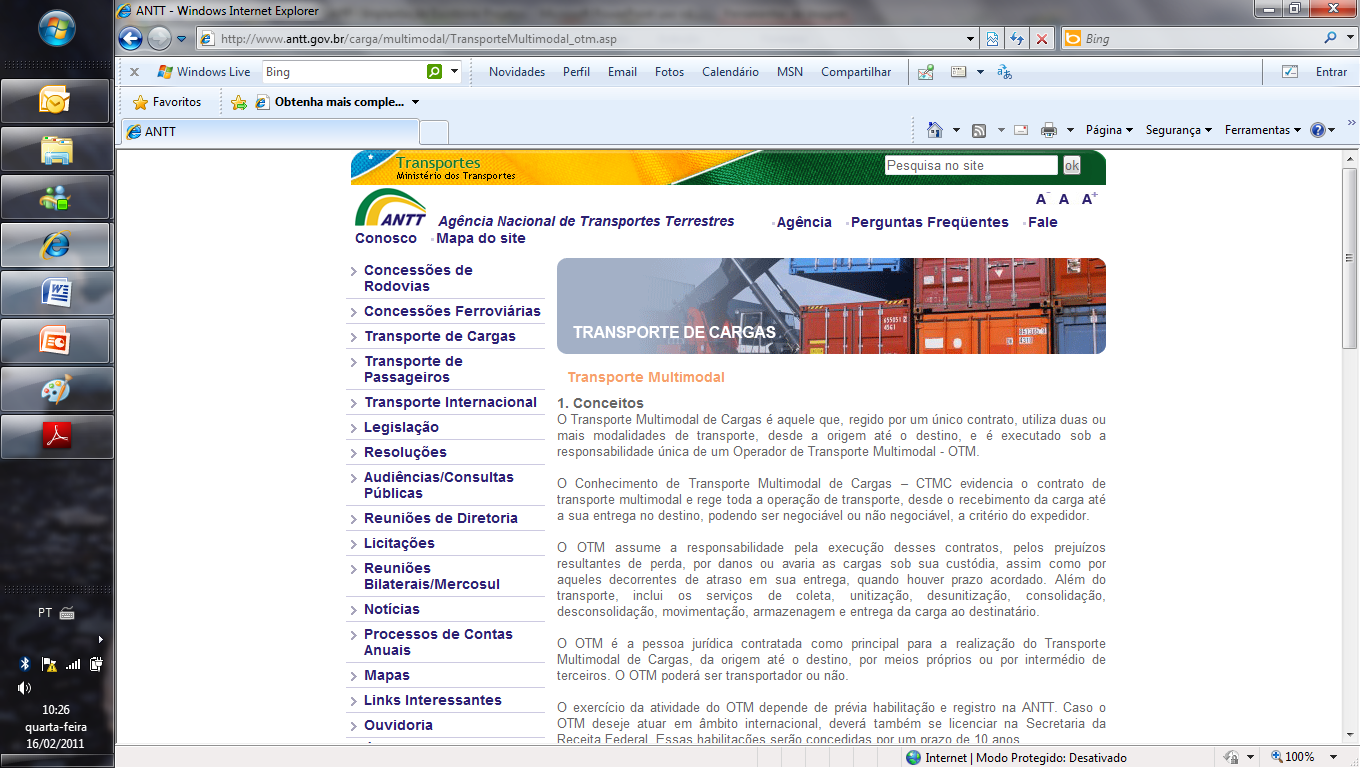 ANTT - Windows Internet Explorer
http://www.antt.gov.br/carga/multimodal/TransporteMultimodal_otm.asp
Bing
Windows Live
Bing
Novidades Perfil Email Fotos Calendário MSN Compartilhar
Entrar
Favoritos
Obtenha mais comple...
ANTT
Página Segurança Ferramentas
Transportes
Ministério dos Transportes
Pesquisa no site
ok
A- A A+
ANTT
Agência Nacional de Transportes Terrestres
Agência Perguntas Freqüentes Fale
Conosco Mapa do site
Concessões de
Rodovias
Concessões Ferroviárias
Transporte de Cargas
Transporte de
Passageiros
Transporte Internacional
Legislação
Resoluções
Audiências/Consultas
Públicas
Reuniões de Diretoria
Licitações
Reuniões
Bilaterais/Mercosul
Notícias
Processos de Contas
Anuais
Mapas
Links Interessantes
Ouvidoria
TRANSPORTE DE CARGAS
Transporte Multimodal
1. Conceitos
O Transporte Multimodal de Cargas é aquele que, regido por um único contrato, utiliza duas ou
mais modalidades de transporte, desde a origem até o destino, e é executado sob a
responsabilidade única de um Operador de Transporte Multimodal - OTM.
O Conhecimento de Transporte Multimodal de Cargas – CTMC evidencia o contrato de
transporte multimodal e rege toda a operação de transporte, desde o recebimento da carga até
a sua entrega no destino, podendo ser negociável ou não negociável, a critério do expedidor.
O OTM assume a responsabilidade pela execução desses contratos, pelos prejuízos
resultantes de perda, por danos ou avaria as cargas sob sua custódia, assim como por
aqueles decorrentes de atraso em sua entrega, quando houver prazo acordado. Além do
transporte, inclui os serviços de coleta, unitização, desunitização, consolidação,
desconsolidação, movimentação, armazenagem e entrega da carga ao destinatário.
O OTM é a pessoa jurídica contratada como principal para a realização do Transporte
Multimodal de Cargas, da origem até o destino, por meios próprios ou por intermédio de
terceiros. O OTM poderá ser transportador ou não.
O exercício da atividade do OTM depende de prévia habilitação e registro na ANTT. Caso o
OTM deseje atuar em âmbito internacional, deverá também se licenciar na Secretaria da
Receita Federal. Essas habilitações serão concedidas por um prazo de 10 anos
PT
10:26
quarta-feira
16/02/2011
Internet | Modo Protegido: Desativado
100%